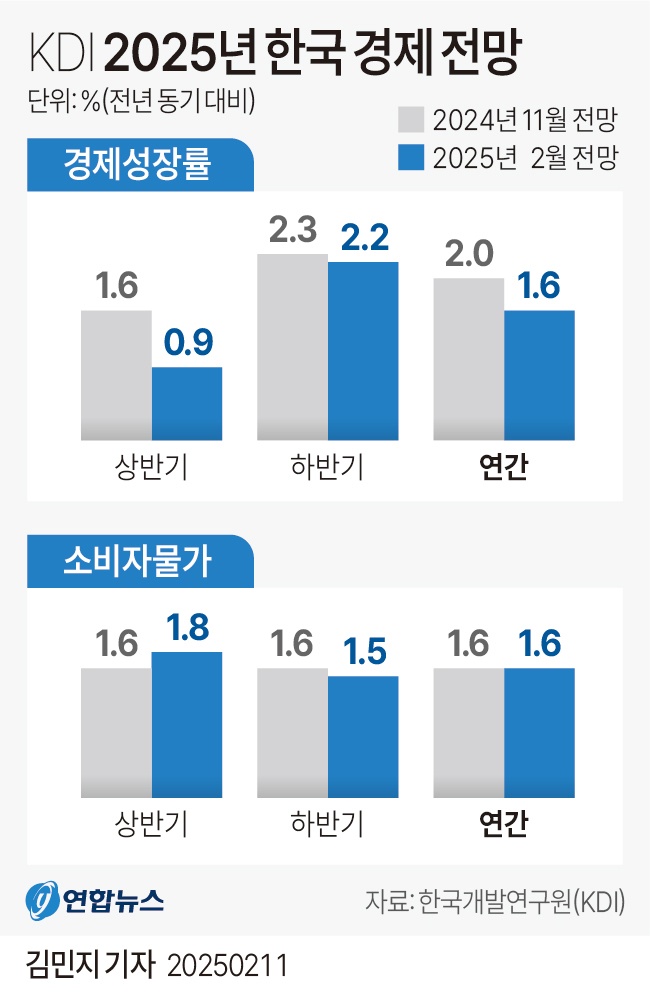 KDI 2025년 한국 경제 전망
단위: %(전년 동기 대비)
2024년 11월 전망
2025년 2월 전망
경제성장률
1.6 0.9 2.3 2.2 2.0 1.6
상반기 하반기 연간
소비자물가
1.6 1.8 1.6 1.5 1.6 1.6
상반기 하반기 연간
연합뉴스 자료: 한국개발연구원(KDI)
김민지 기자 20250211